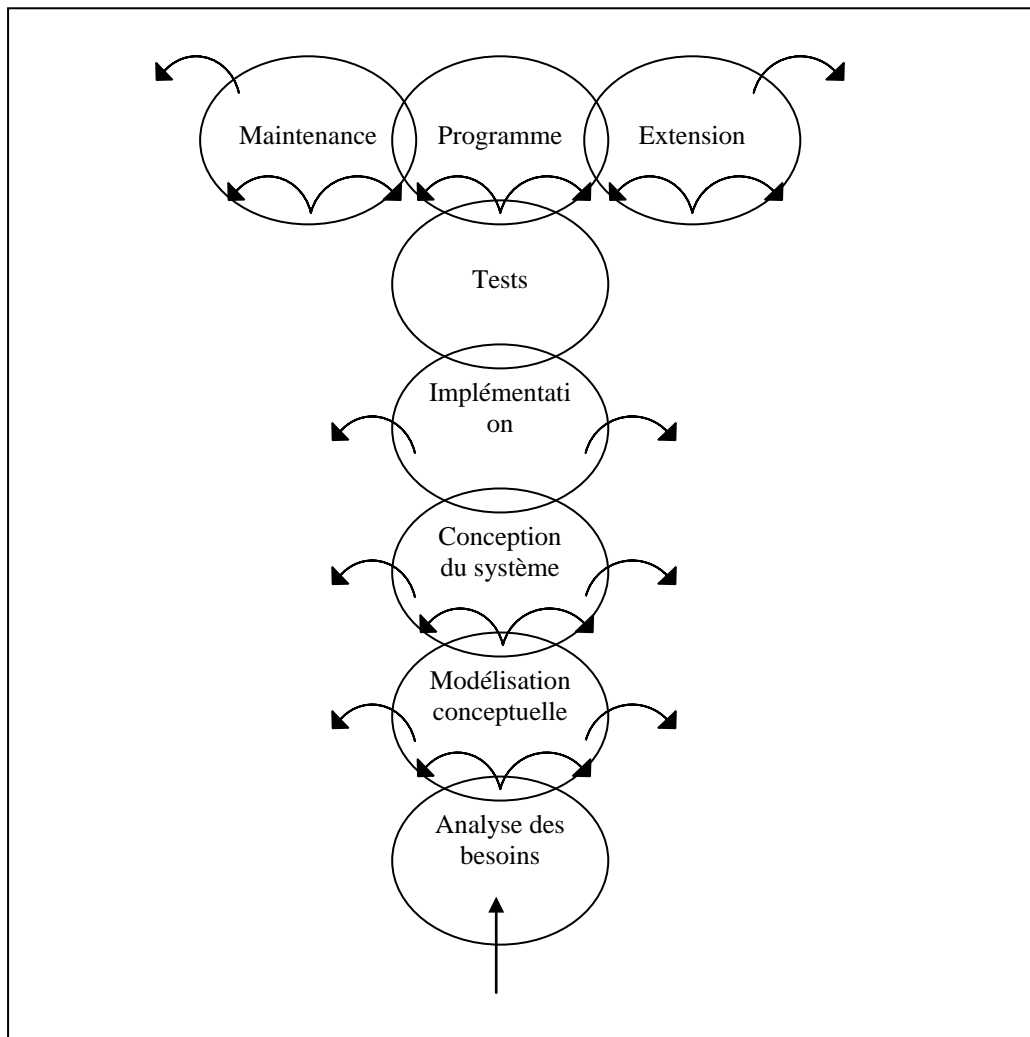 Maintenance
Programme
Extension
Tests
Implémentati
on
Conception
du système
Modélisation
conceptuelle
Analyse des
besoins